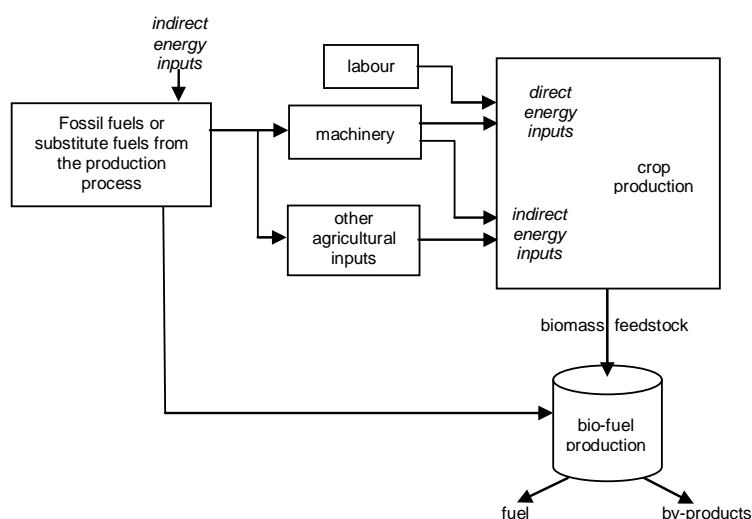 indirect
energy
inputs
Fossil fuels or
substitute fuels from
the production
process
labour
machinery
other
agricultural
inputs
direct
energy
inputs
crop
production
indirect
energy
inputs
biomass feedstock
bio-fuel
production
fuel
by-products